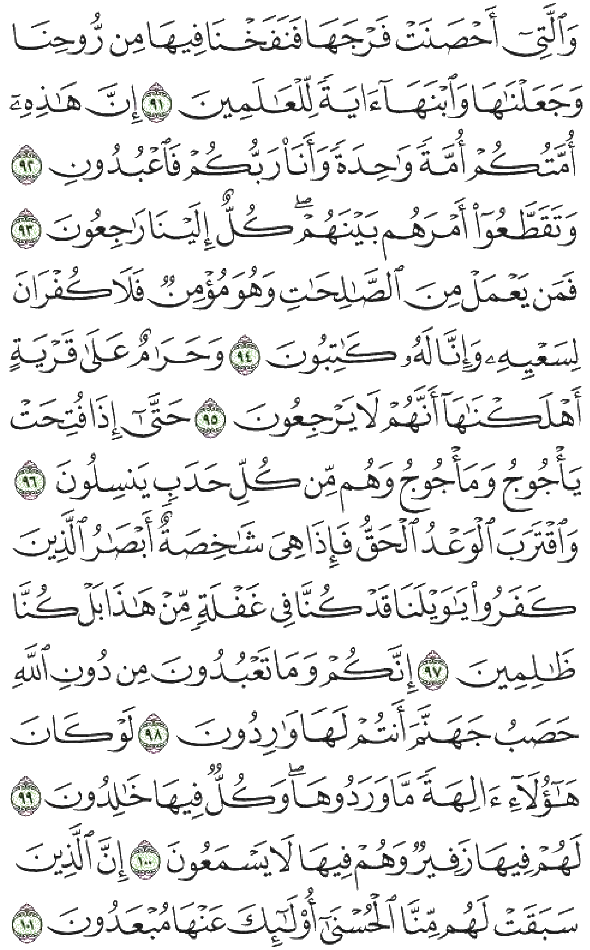 وَٱلَّتِىٓ أَحْصَنَتْ فَرْجَهَا فَنَفَخْنَا فِيهَا مِن رُّوحِنَا
وَجَعَلْنَٰهَا وَٱبْنَهَآ ءَايَةً لِّلْعَٰلَمِينَ ٩١ إِنَّ هَٰذِهِۦٓ
أُمَّتُكُمْ أُمَّةً وَٰحِدَةً وَأَنَا۠ رَبُّكُمْ فَٱعْبُدُونِ ٩٢
وَتَقَطَّعُوٓا۟ أَمْرَهُم بَيْنَهُمْ ۖ كُلٌّ إِلَيْنَا رَٰجِعُونَ ٩٣
فَمَن يَعْمَلْ مِنَ ٱلصَّٰلِحَٰتِ وَهُوَ مُؤْمِنٌ فَلَا كُفْرَانَ
لِسَعْيِهِۦ وَإِنَّا لَهُۥ كَٰتِبُونَ ٩٤ وَحَرَٰمٌ عَلَىٰ قَرْيَةٍ
أَهْلَكْنَٰهَآ أَنَّهُمْ لَا يَرْجِعُونَ ٩٥ حَتَّىٰٓ إِذَا فُتِحَتْ
يَأْجُوجُ وَمَأْجُوجُ وَهُم مِّن كُلِّ حَدَبٍ يَنسِلُونَ ٩٦
وَٱقْتَرَبَ ٱلْوَعْدُ ٱلْحَقُّ فَإِذَا هِىَ شَٰخِصَةٌ أَبْصَٰرُ ٱلَّذِينَ
كَفَرُوا۟ يَٰوَيْلَنَا قَدْ كُنَّا فِى غَفْلَةٍ مِّنْ هَٰذَا بَلْ كُنَّا
ظَٰلِمِينَ ٩٧ إِنَّكُمْ وَمَا تَعْبُدُونَ مِن دُونِ ٱللَّهِ
حَصَبُ جَهَنَّمَ أَنتُمْ لَهَا وَٰرِدُونَ ٩٨ لَوْ كَانَ
هَٰٓؤُلَآءِ ءَالِهَةً مَّا وَرَدُوهَا ۖ وَكُلٌّ فِيهَا خَٰلِدُونَ ٩٩
لَهُمْ فِيهَا زَفِيرٌ وَهُمْ فِيهَا لَا يَسْمَعُونَ ١٠٠ إِنَّ ٱلَّذِينَ
سَبَقَتْ لَهُم مِّنَّا ٱلْحُسْنَىٰٓ أُو۟لَٰٓئِكَ عَنْهَا مُبْعَدُونَ ١٠١